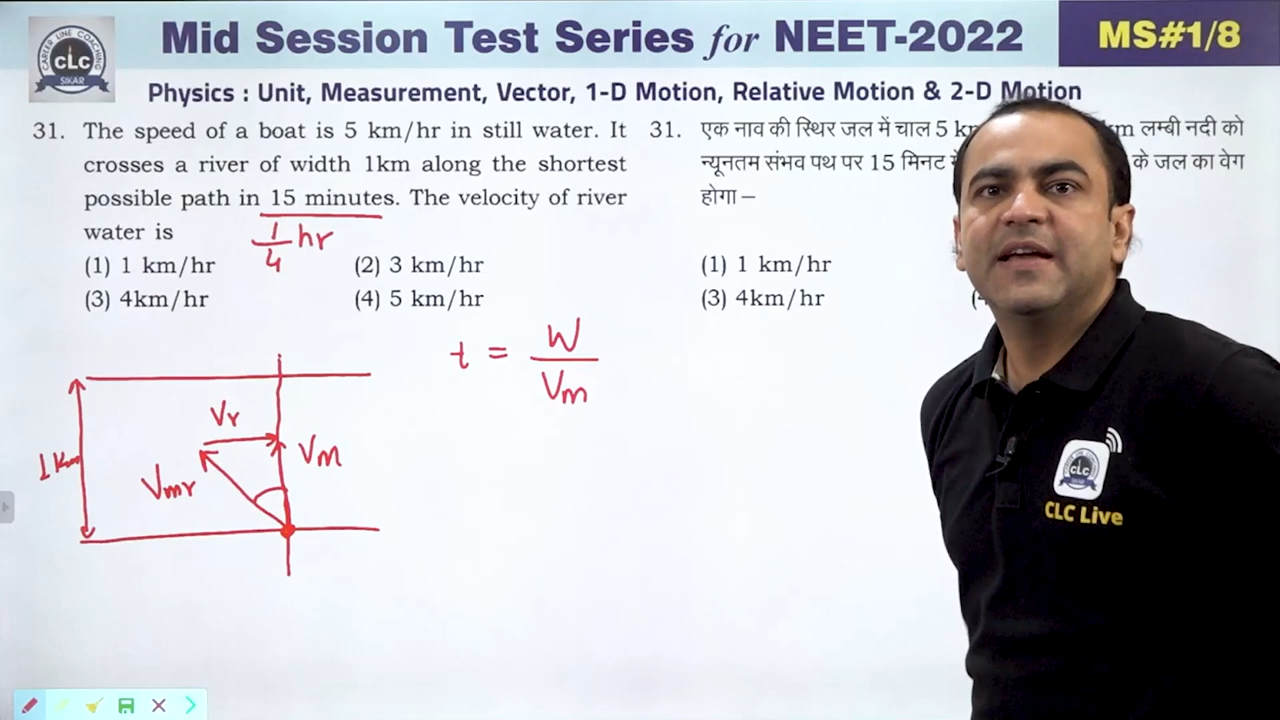 CAREER LINE COACHING
CLC
SIKAR
Mid Session Test Series for NEET-2022
MS#1/8
Physics : Unit, Measurement, Vector, 1-D Motion, Relative Motion & 2-D Motion
31. The speed of a boat is 5 km/hr in still water. It
crosses a river of width 1km along the shortest
possible path in 15 minutes. The velocity of river
water is
(1) 1 km/hr (2) 3 km/hr
(3) 4km/hr (4) 5 km/hr
1/4 hr
31. एक नाव की स्थिर जल में चाल 5 लम्बी नदी को
न्यूनतम संभव पथ पर 15 मिनट के जल का वेग
होगा –
(1) 1 km/hr
(3) 4km/hr
t = W/Vm
Vr
VM
1 Km
Vmr
CLC
SIKAR
CLC Live